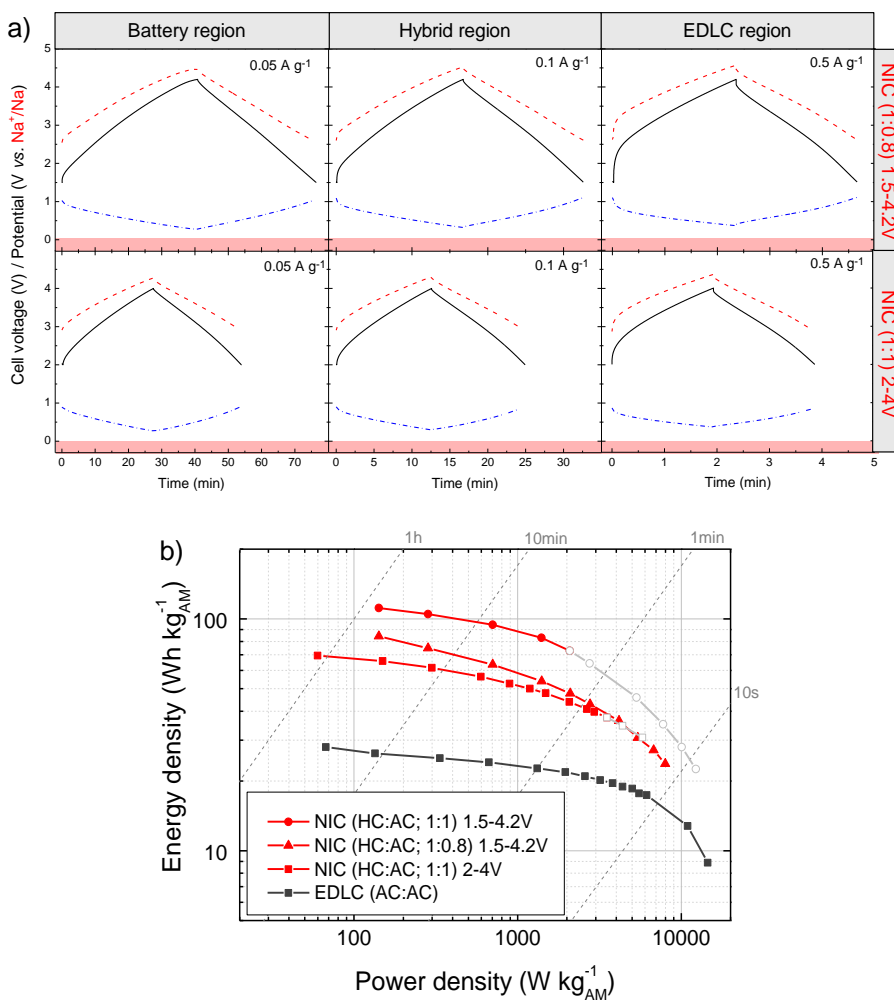 a)
Battery region
Hybrid region
EDLC region
0.05 A g-1
0.1 A g-1
0.5 A g-1
NIC (1:0.8) 1.5-4.2V
5
4
3
2
1
0
Cell voltage (V) / Potential (V vs. Na+/Na)
0.05 A g-1
0.1 A g-1
0.5 A g-1
NIC (1:1) 2-4V
4
3
2
1
0
0 10 20 30 40 50 60 70
0 5 10 15 20 25 30
0 1 2 3 4 5
Time (min)
Time (min)
Time (min)
b)
1h
10min
1min
10s
Energy density (Wh kg-1AM)
100
10
NIC (HC:AC; 1:1) 1.5-4.2V
NIC (HC:AC; 1:0.8) 1.5-4.2V
NIC (HC:AC; 1:1) 2-4V
EDLC (AC:AC)
100 1000 10000
Power density (W kg-1AM)